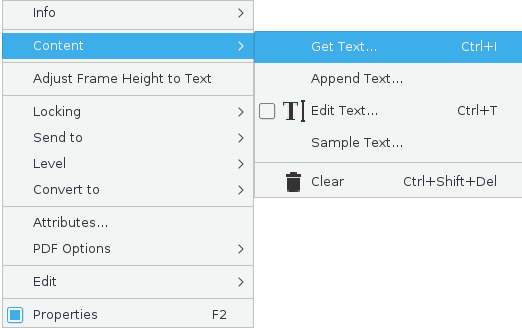 Info
Content
Adjust Frame Height to Text
Locking
Send to
Level
Convert to
Attributes...
PDF Options
Edit
Properties F2
Get Text... Ctrl+I
Append Text...
Edit Text... Ctrl+T
Sample Text...
Clear Ctrl+Shift+Del